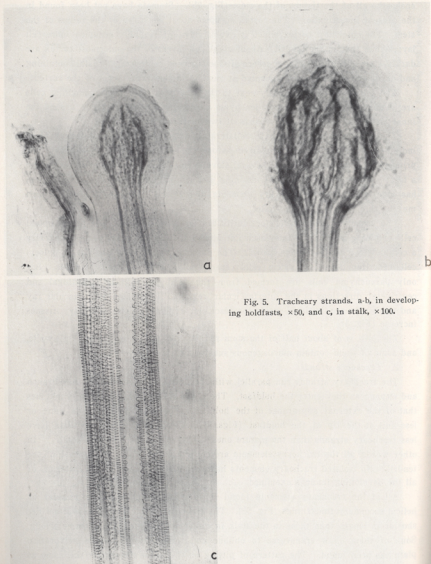 a
b
Fig. 5. Tracheary strands. a-b, in develop-
ing holdfasts, ×50, and c, in stalk, ×100.
c